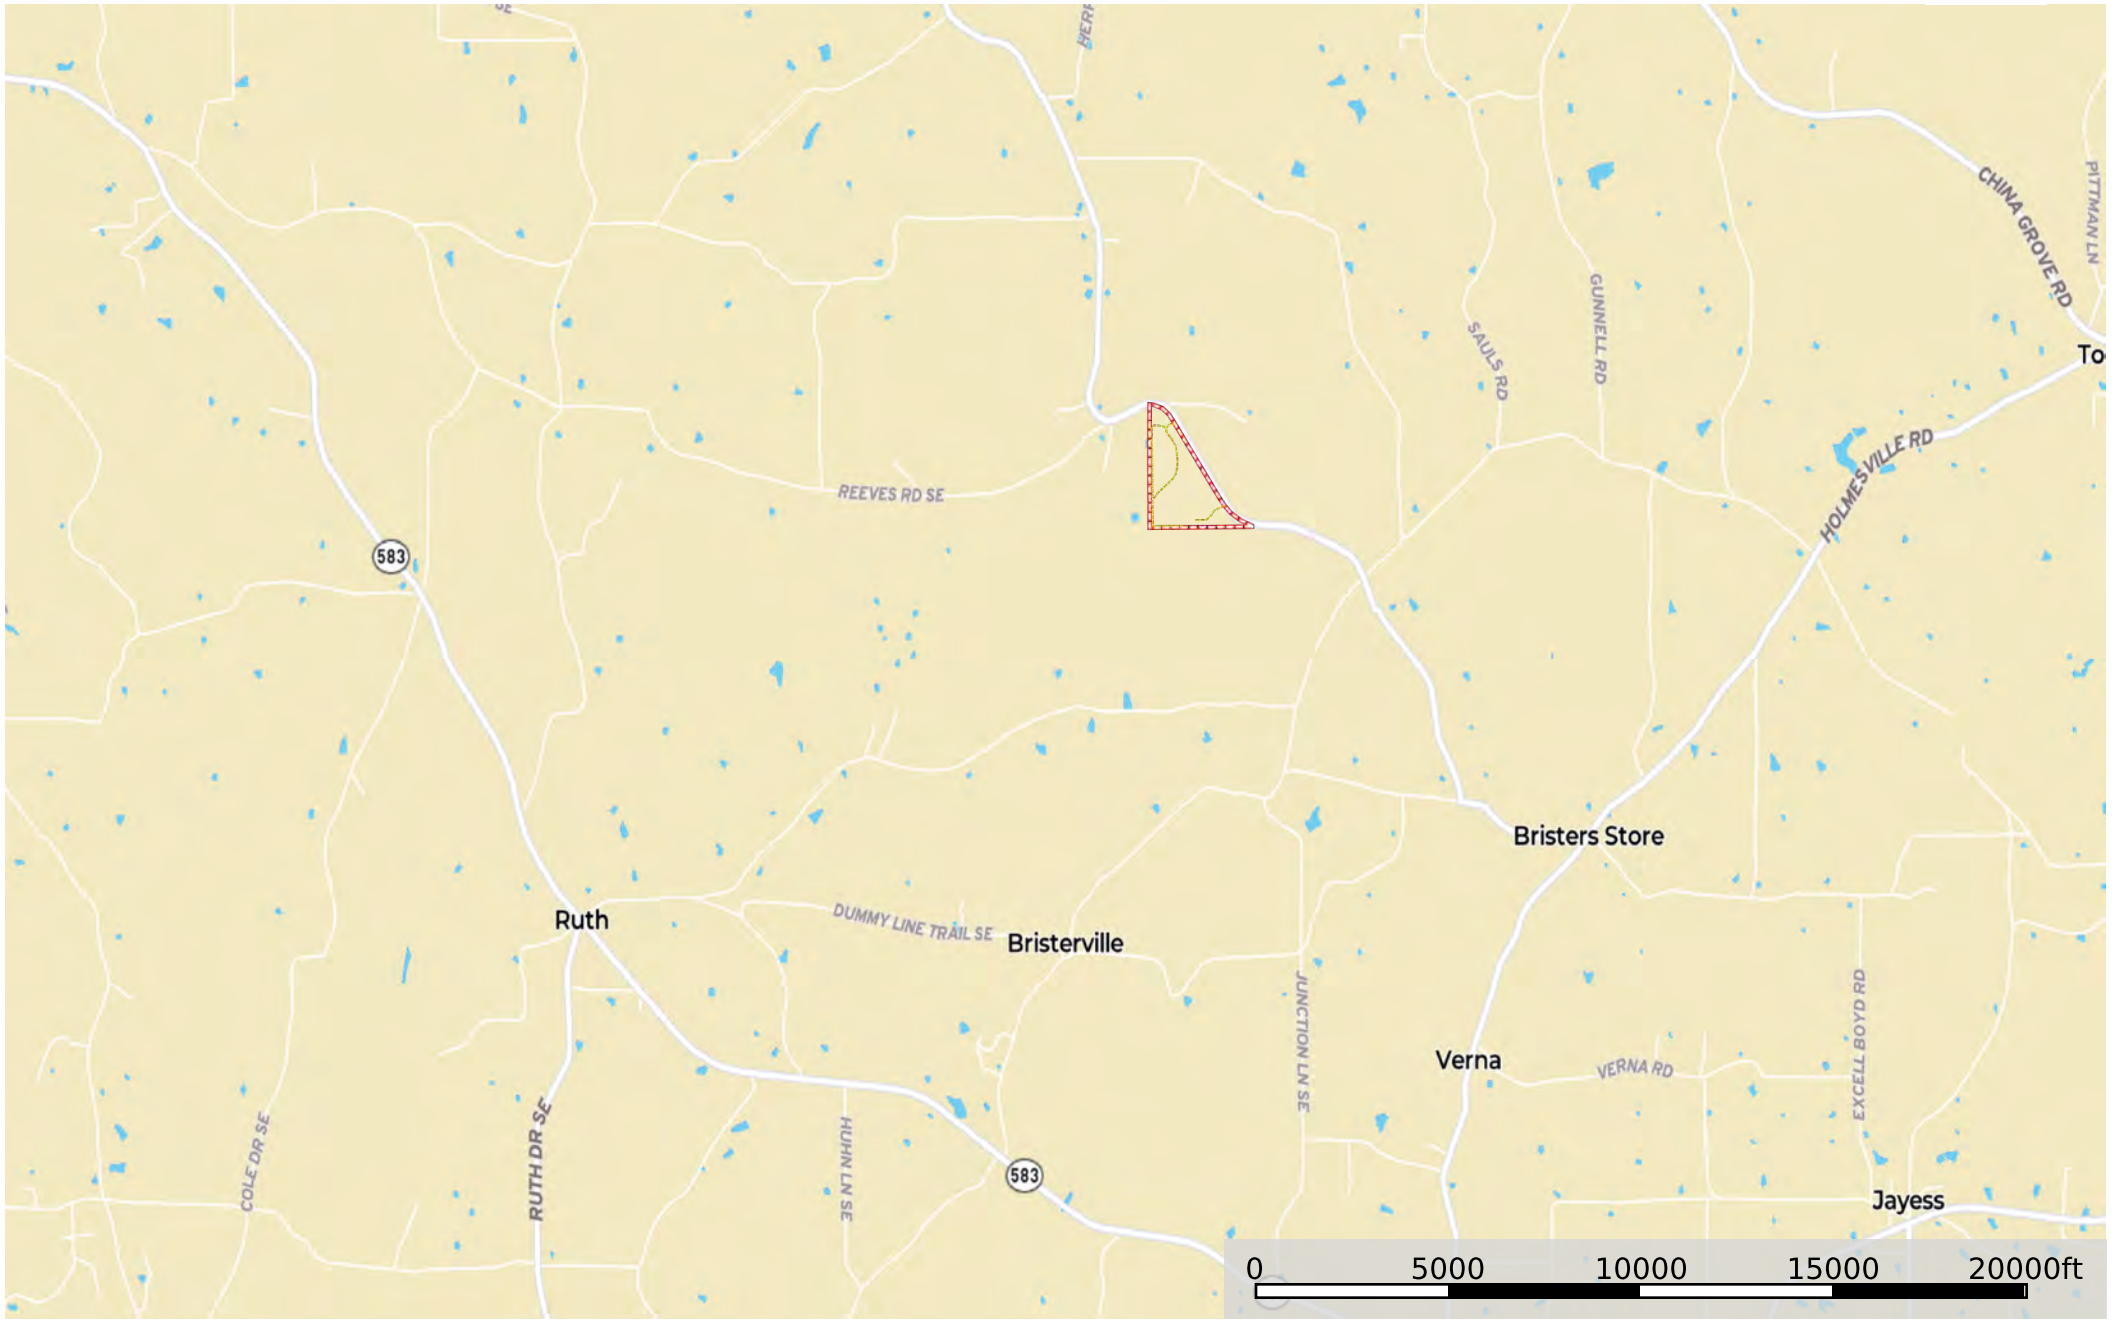 SE
HERR
CHINA GROVE RD
PITTMAN LN
GUNNELL RD
SAULS RD
To
HOLMESVILLE RD
REEVES RD SE
583
Bristers Store
Ruth
DUMMY LINE TRAIL SE
Bristerville
JUNCTION LN SE
EXCELL BOYD RD
Verna
VERNA RD
COLE DR SE
RUTH DR SE
HUHN LN SE
583
Jayess
0 5000 10000 15000 20000ft